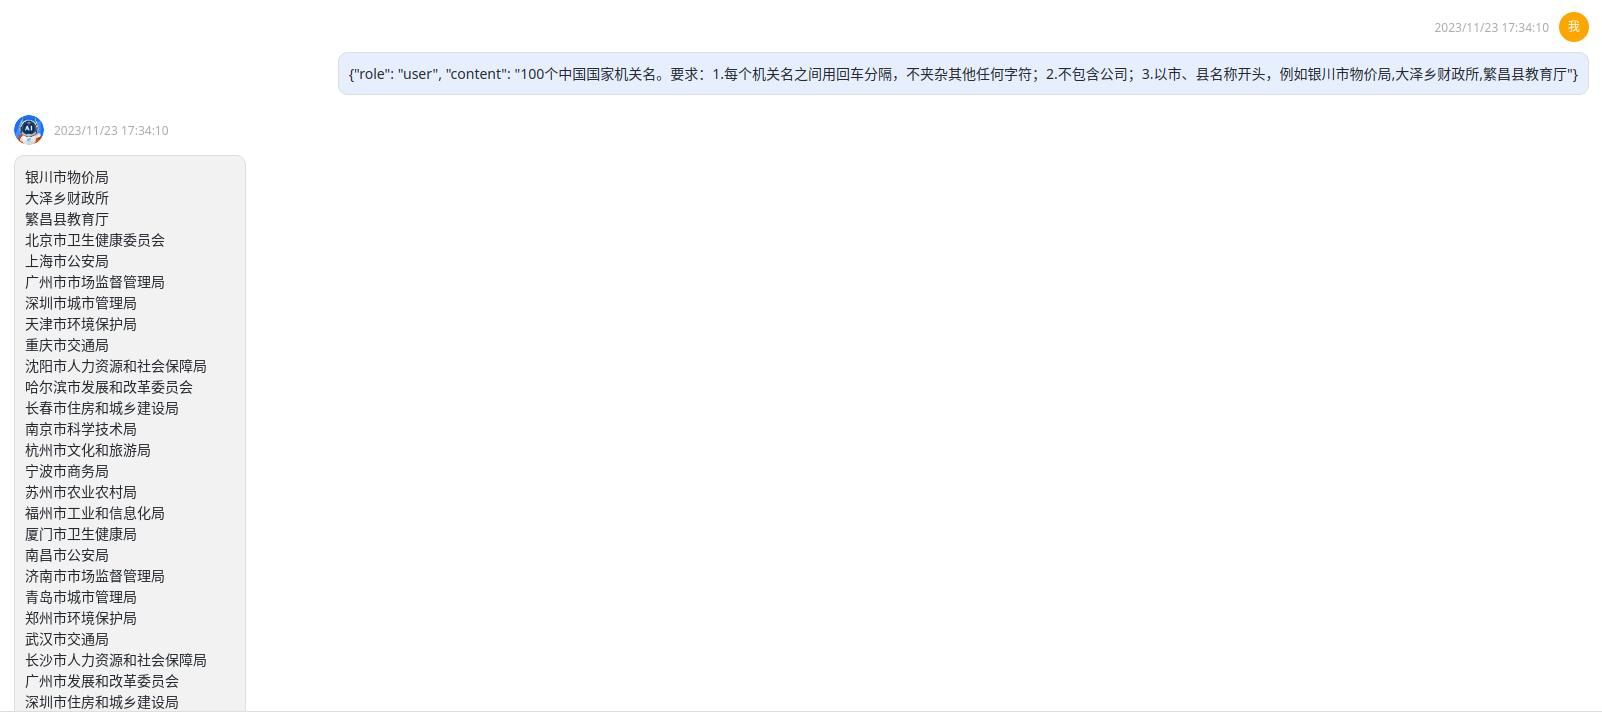 2023/11/23 17:34:10 我
{"role": "user", "content": "100个中国国家机关名。要求：1.每个机关名之间用回车分隔，不夹杂其他任何字符；2.不包含公司；3.以市、县名称开头，例如银川市物价局,大泽乡财政所,繁昌县教育厅"}
AI 2023/11/23 17:34:10
银川市物价局
大泽乡财政所
繁昌县教育厅
北京市卫生健康委员会
上海市公安局
广州市市场监督管理局
深圳市城市管理局
天津市环境保护局
重庆市交通局
沈阳市人力资源和社会保障局
哈尔滨市发展和改革委员会
长春市住房和城乡建设局
南京市科学技术局
杭州市文化和旅游局
宁波市商务局
苏州市农业农村局
福州市工业和信息化局
厦门市卫生健康局
南昌市公安局
济南市市场监督管理局
青岛市城市管理局
郑州市环境保护局
武汉市交通局
长沙市人力资源和社会保障局
广州市发展和改革委员会
深圳市住房和城乡建设局